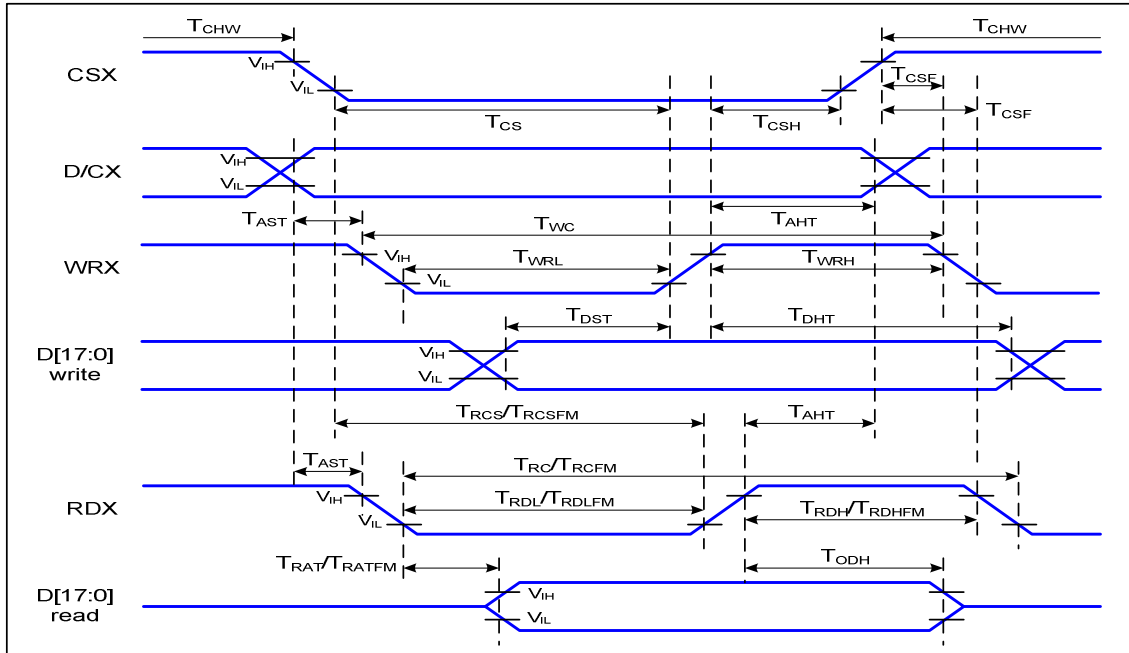 TCHW TCHW
CSX VIH VIL TCSF
TCS TCSH TCSF
D/CX VIH VIL
TAST TWC TAHT
WRX VIH VIL TWRL TWRH
TDST TDHT
D[17:0] write VIH VIL
TRCS/TRCSFM TAHT
TAST TRC/TRCFM
RDX VIH VIL TRDL/TRDLFM TRDH/TRDHFM
TRAT/TRATFM TODH
D[17:0] read VIH VIL